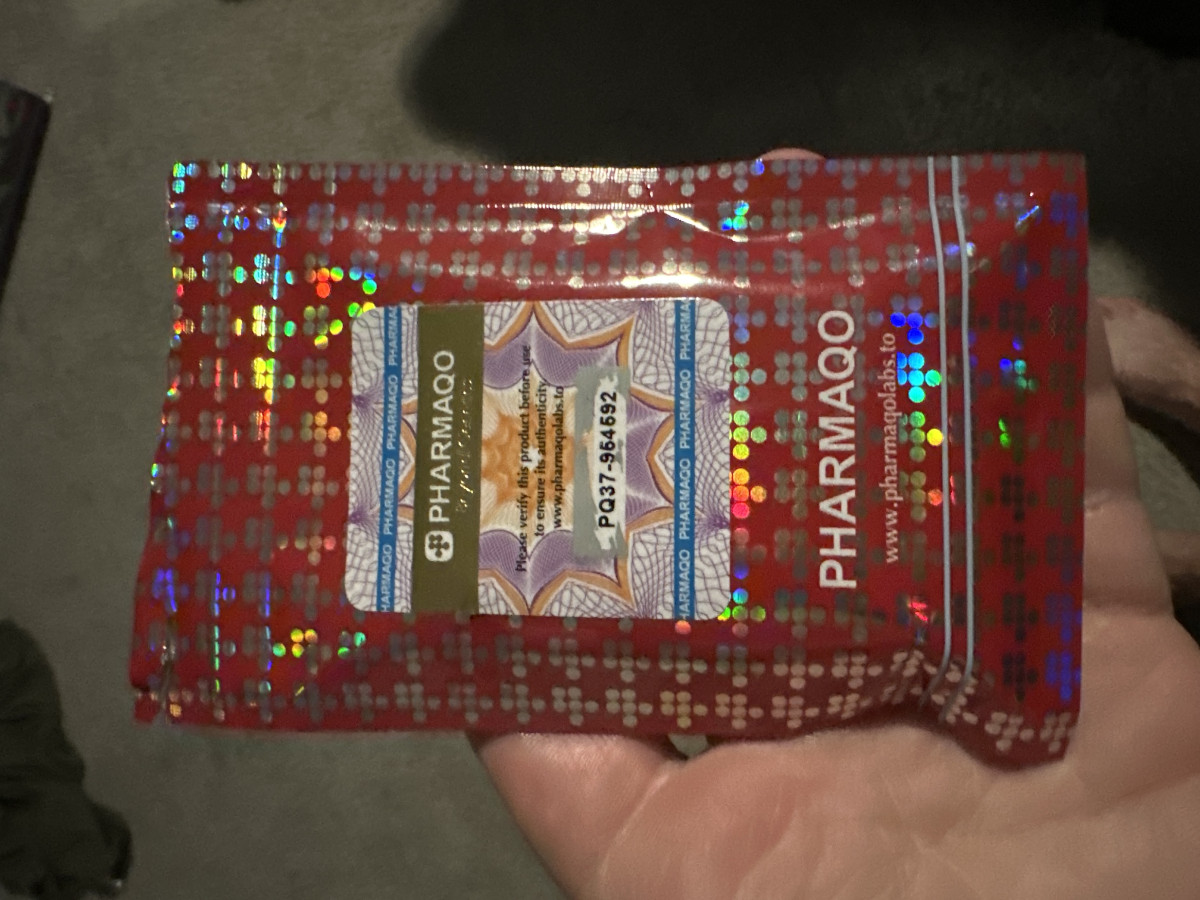 PHARMAQO PHARMAQO PHARMAQO
PHARMAQO
Please verify this product before use
to ensure its authenticity
www.pharmaqolabs.to
PQ37-954592
PHARMAQO PHARMAQO PHARMAQO
PHARMAQO
www.pharmaqolabs.to